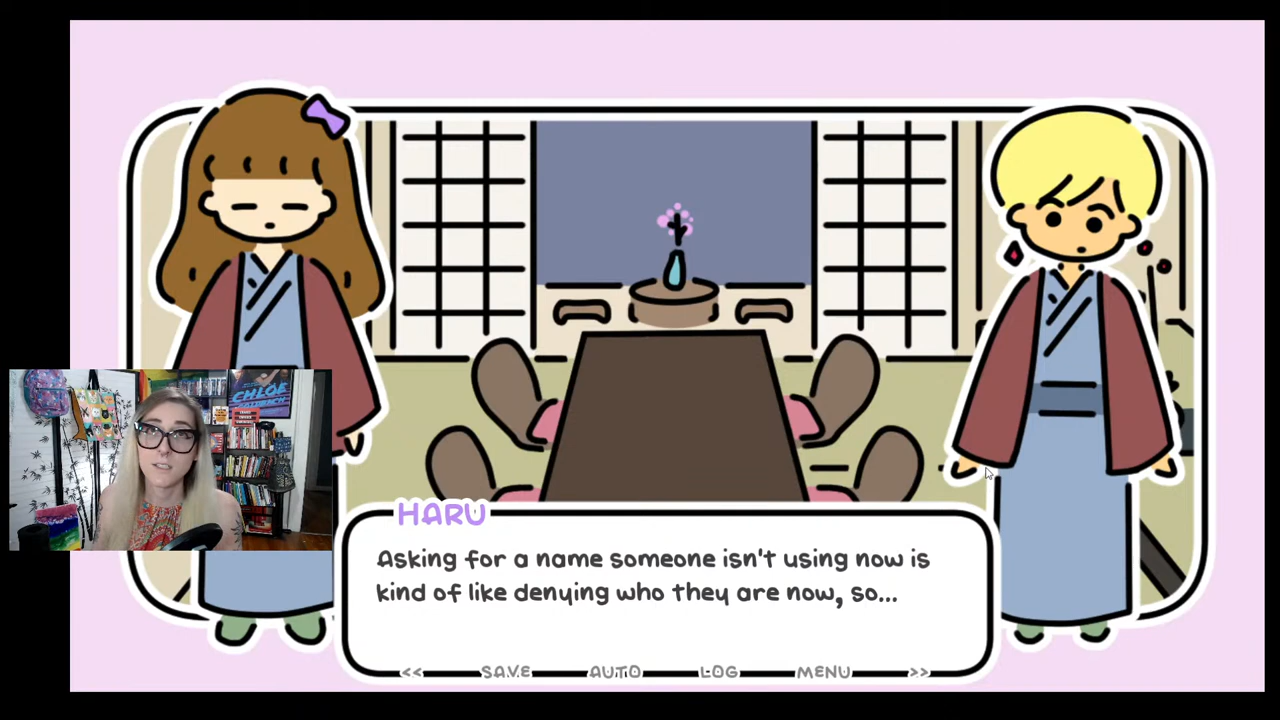 CHLOE
HARU
Asking for a name someone isn't using now is
kind of like denying who they are now, so...
<< SAVE AUTO LOG MENU >>